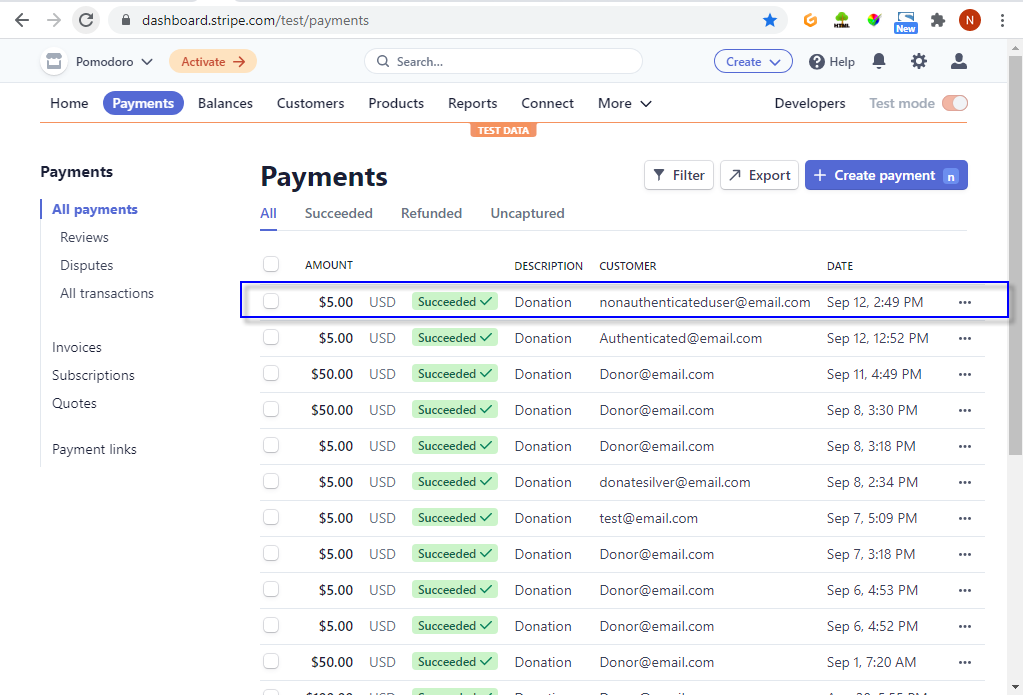 dashboard.stripe.com/test/payments
New
N
Pomodoro
Activate
Search...
Create
Help
Home Payments Balances Customers Products Reports Connect More Developers Test mode
TEST DATA
Payments
All payments
Reviews
Disputes
All transactions
Invoices
Subscriptions
Quotes
Payment links
Payments
Filter
Export
+ Create payment n
All Succeeded Refunded Uncaptured
AMOUNT DESCRIPTION CUSTOMER DATE
$5.00 USD Succeeded Donation nonauthenticateduser@email.com Sep 12, 2:49 PM
$5.00 USD Succeeded Donation Authenticated@email.com Sep 12, 12:52 PM
$50.00 USD Succeeded Donation Donor@email.com Sep 11, 4:49 PM
$50.00 USD Succeeded Donation Donor@email.com Sep 8, 3:30 PM
$5.00 USD Succeeded Donation Donor@email.com Sep 8, 3:18 PM
$5.00 USD Succeeded Donation donatesilver@email.com Sep 8, 2:34 PM
$5.00 USD Succeeded Donation test@email.com Sep 7, 5:09 PM
$5.00 USD Succeeded Donation Donor@email.com Sep 7, 3:18 PM
$5.00 USD Succeeded Donation Donor@email.com Sep 6, 4:53 PM
$5.00 USD Succeeded Donation Donor@email.com Sep 6, 4:52 PM
$50.00 USD Succeeded Donation Donor@email.com Sep 1, 7:20 AM